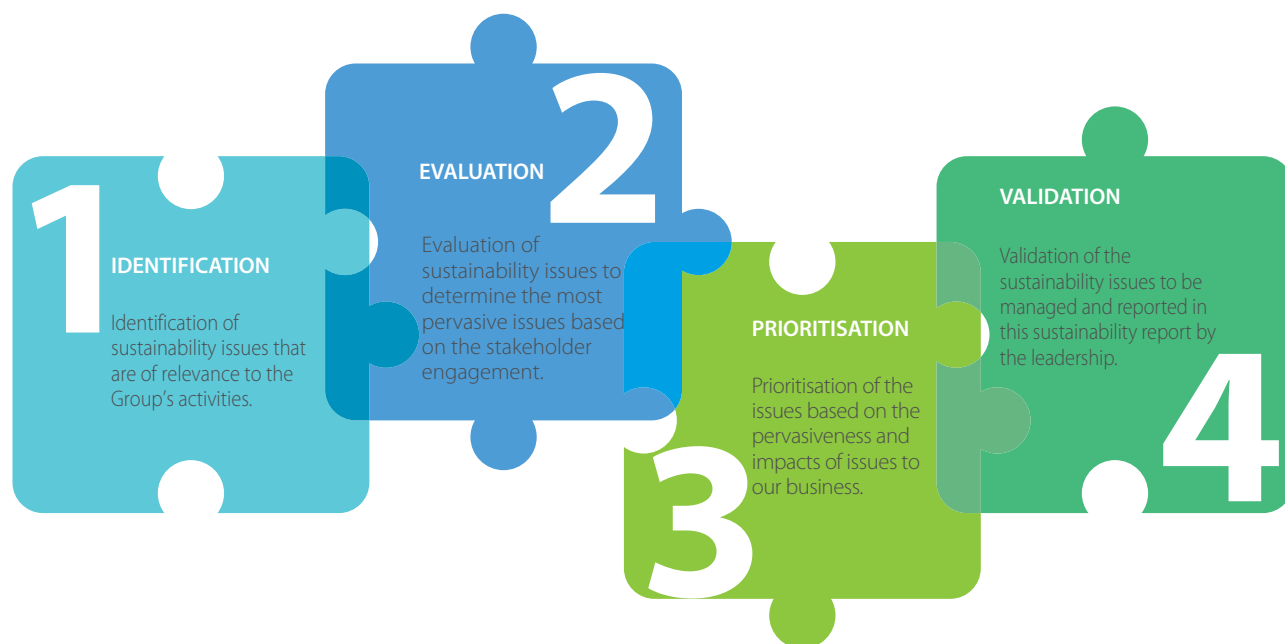 1
IDENTIFICATION
Identification of
sustainability issues that
are of relevance to the
Group’s activities.
2
EVALUATION
Evaluation of
sustainability issues to
determine the most
pervasive issues based
on the stakeholder
engagement.
3
PRIORITISATION
Prioritisation of the
issues based on the
pervasiveness and
impacts of issues to
our business.
4
VALIDATION
Validation of the
sustainability issues to be
managed and reported in
this sustainability report by
the leadership.